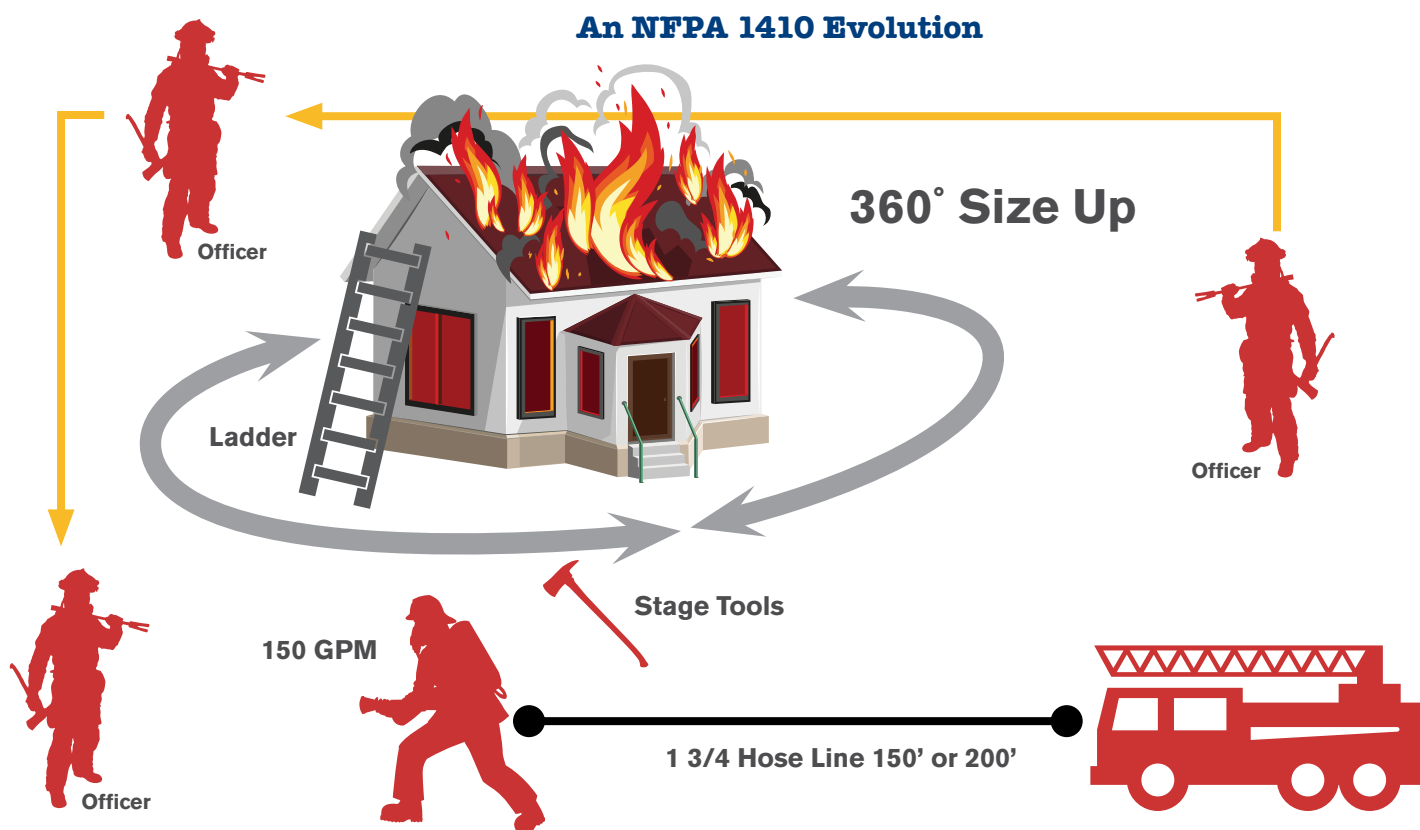 An NFPA 1410 Evolution
360° Size Up
Officer
Ladder
Officer
Stage Tools
150 GPM
1 3/4 Hose Line 150’ or 200’
Officer